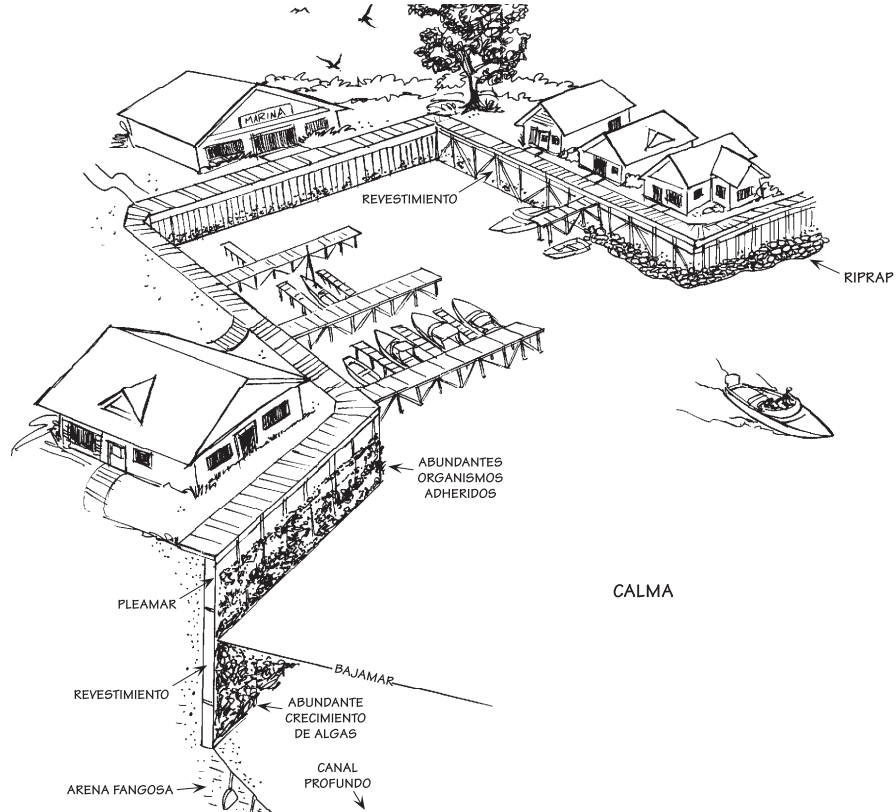 MARINA
REVESTIMIENTO
RIPRAP
ABUNDANTES
ORGANISMOS
ADHERIDOS
CALMA
PLEAMAR
BAJAMAR
REVESTIMIENTO
ABUNDANTE
CRECIMIENTO
DE ALGAS
CANAL
PROFUNDO
ARENA FANGOSA